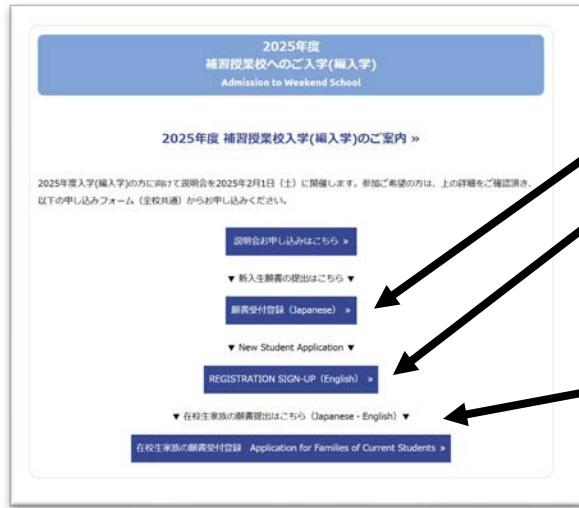 2025年度
補習授業校へのご入学(編入学)
Admission to Weekend School
2025年度 補習授業校入学(編入学)のご案内 »
2025年度入学(編入学)の方に向けて説明会を2025年2月1日（土）に開催します。参加ご希望の方は、上の詳細をご確認頂き、
以下の申し込みフォーム（全校共通）からお申し込みください。
説明会お申し込みはこちら »
▼ 新入生願書の提出はこちら ▼
願書受付登録（Japanese） »
▼ New Student Application ▼
REGISTRATION SIGN-UP（English） »
▼ 在校生家族の願書提出はこちら（Japanese・English）▼
在校生家族の願書受付登録　Application for Families of Current Students »